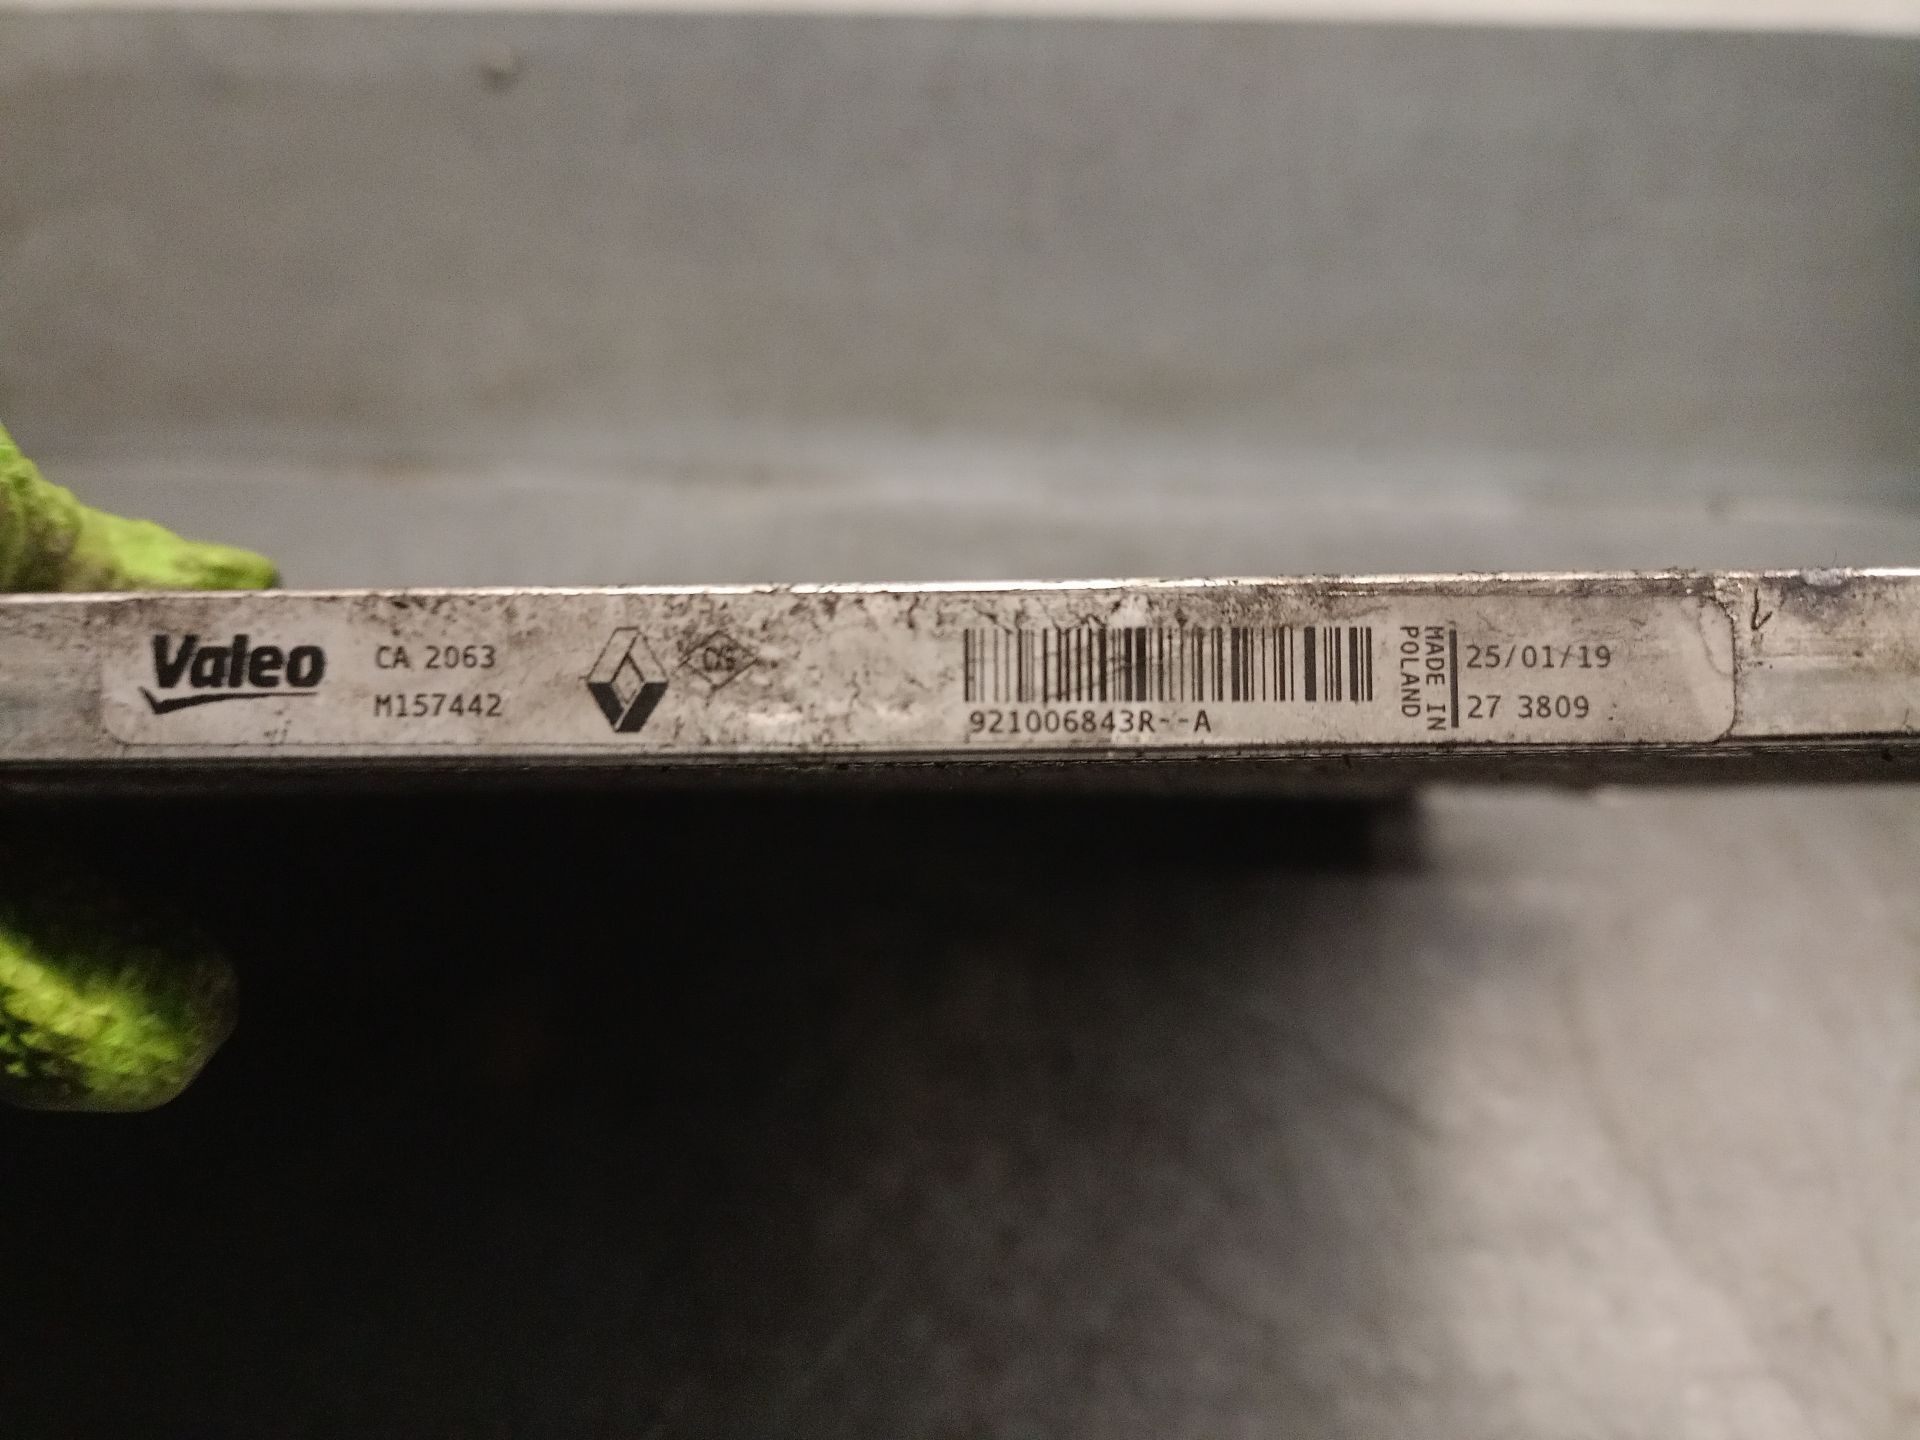 Valeo
CA 2063
M157442
921006843R--A
MADE IN
POLAND
25/01/19
27 3809